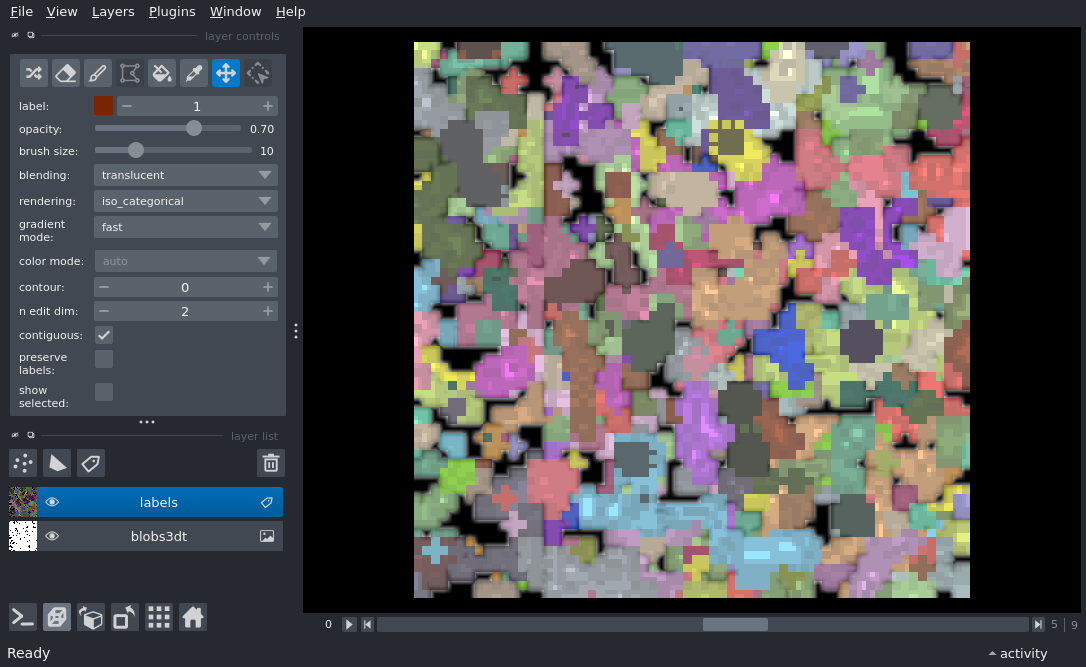 File View Layers Plugins Window Help
layer controls
label: 1
opacity: 0.70
brush size: 10
blending: translucent
rendering: iso_categorical
gradient
mode: fast
color mode: auto
contour: 0
n edit dim: 2
contiguous:
preserve
labels:
show
selected:
layer list
labels
blobs3dt
0 5 | 9
Ready activity